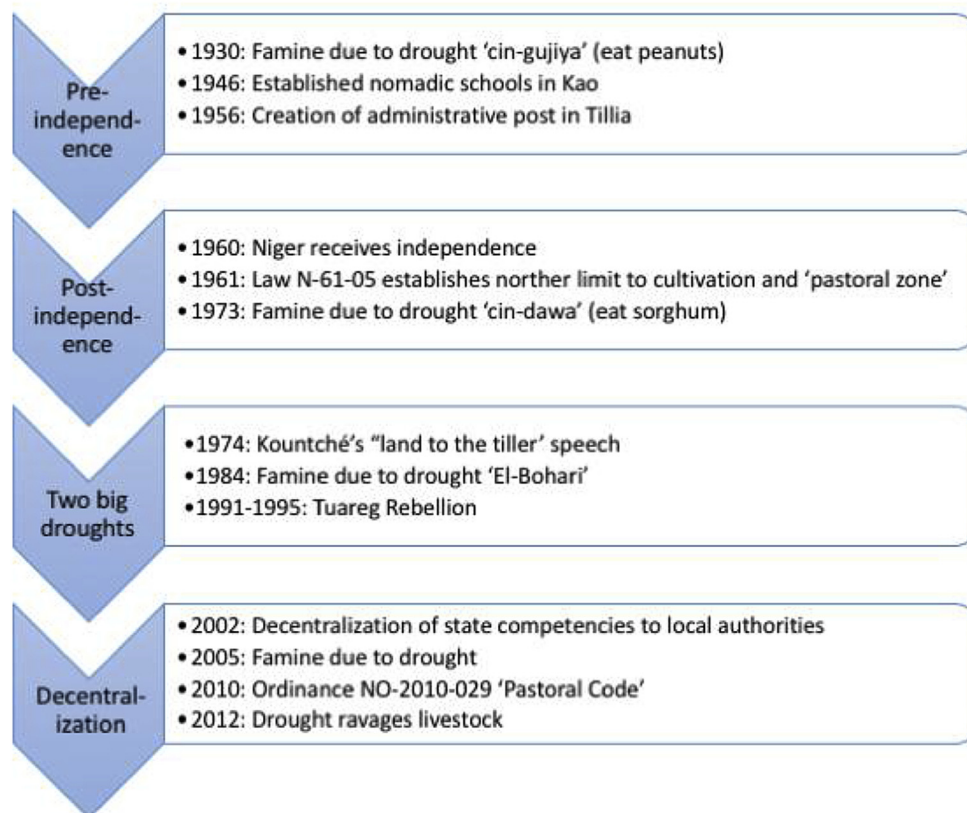 Pre-
independ-
ence
• 1930: Famine due to drought ‘cin-gujiya’ (eat peanuts)
• 1946: Established nomadic schools in Kao
• 1956: Creation of administrative post in Tillia
Post-
independ-
ence
• 1960: Niger receives independence
• 1961: Law N-61-05 establishes norther limit to cultivation and ‘pastoral zone’
• 1973: Famine due to drought ‘cin-dawa’ (eat sorghum)
Two big
droughts
•1974: Kountché’s “land to the tiller’ speech
•1984: Famine due to drought ‘El-Bohari’
•1991-1995: Tuareg Rebellion
Decentral-
ization
• 2002: Decentralization of state competencies to local authorities
• 2005: Famine due to drought
• 2010: Ordinance NO-2010-029 ‘Pastoral Code’
• 2012: Drought ravages livestock